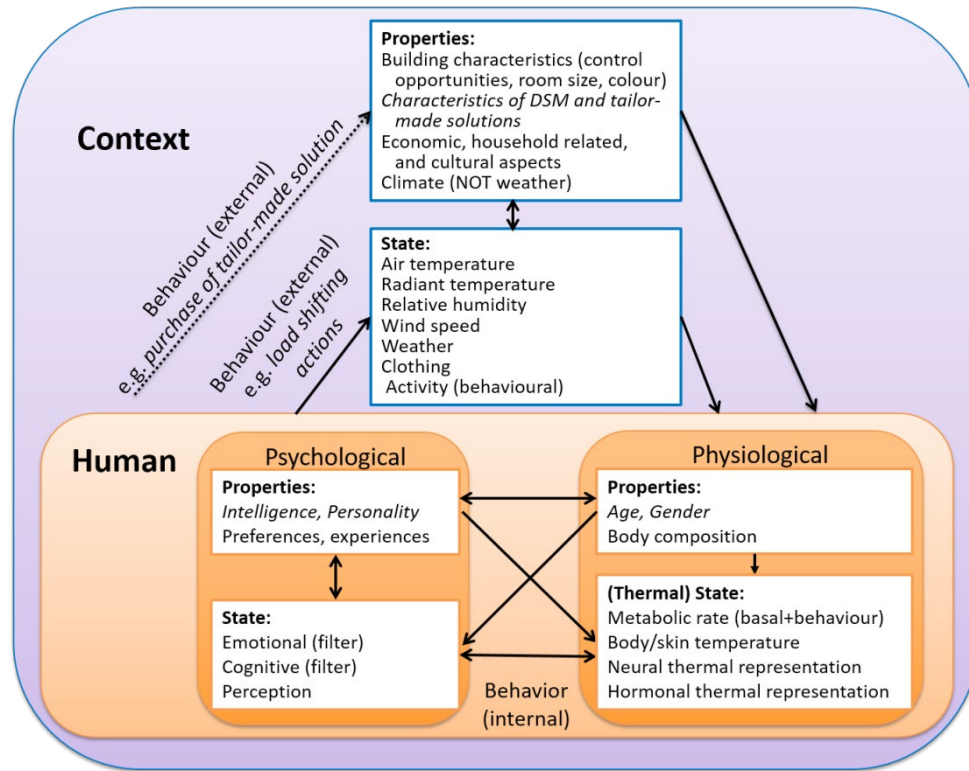 Context
Properties:
Building characteristics (control
opportunities, room size, colour)
Characteristics of DSM and tailor-
made solutions
Economic, household related,
and cultural aspects
Climate (NOT weather)
Behaviour (external)
e.g. purchase of tailor-made solution
Behaviour (external)
e.g. load shifting
actions
State:
Air temperature
Radiant temperature
Relative humidity
Wind speed
Weather
Clothing
Activity (behavioural)
Human
Psychological
Properties:
Intelligence, Personality
Preferences, experiences
State:
Emotional (filter)
Cognitive (filter)
Perception
Physiological
Properties:
Age, Gender
Body composition
(Thermal) State:
Metabolic rate (basal+behaviour)
Body/skin temperature
Neural thermal representation
Hormonal thermal representation
Behavior
(internal)